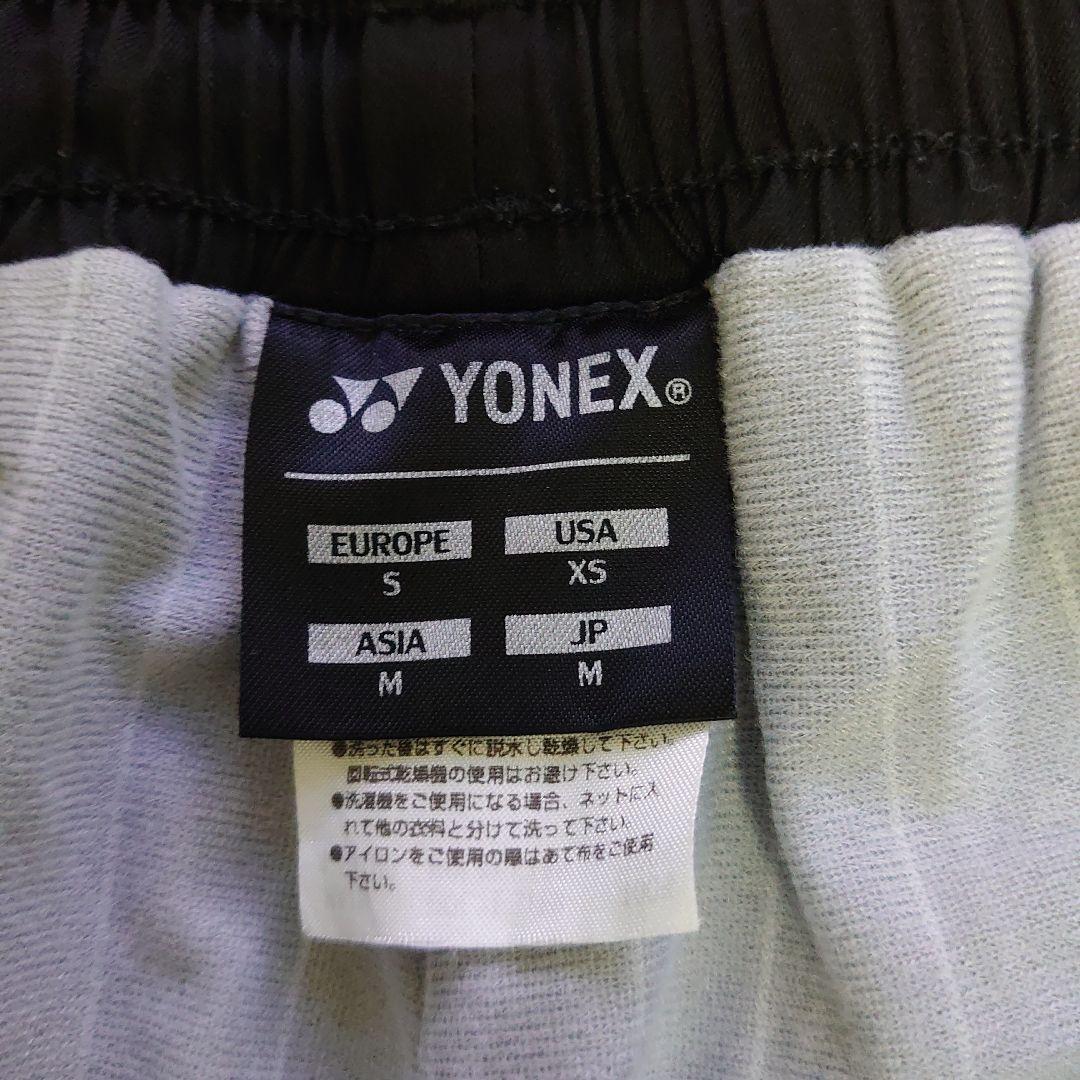 YONEX®
EUROPE USA
S XS
ASIA JP
M M
●洗った後はすぐに脱水し乾燥して下さい。
回転式乾燥機の使用はお避け下さい。
●洗濯機をご使用になる場合、ネットに入
れて他の衣料と分けて洗って下さい。
●アイロンをご使用の際はあて布をご使用
下さい。